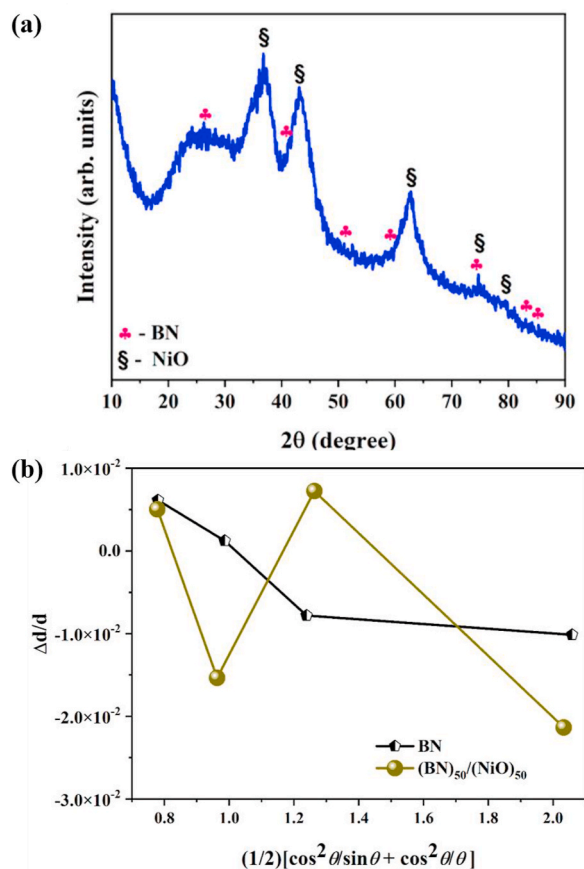 (a)
Intensity (arb. units)
§
♣
♣
§
♣
♣
§
§
♣
§
♣
♣
♣ - BN
§ - NiO
10 20 30 40 50 60 70 80 90
2θ (degree)
(b)
Δd/d
1.0×10⁻²
0.0
-1.0×10⁻²
-2.0×10⁻²
-3.0×10⁻²
BN
(BN)₅₀/(NiO)₅₀
0.8 1.0 1.2 1.4 1.6 1.8 2.0
(1/2)[cos²θ/sinθ + cos²θ/θ]